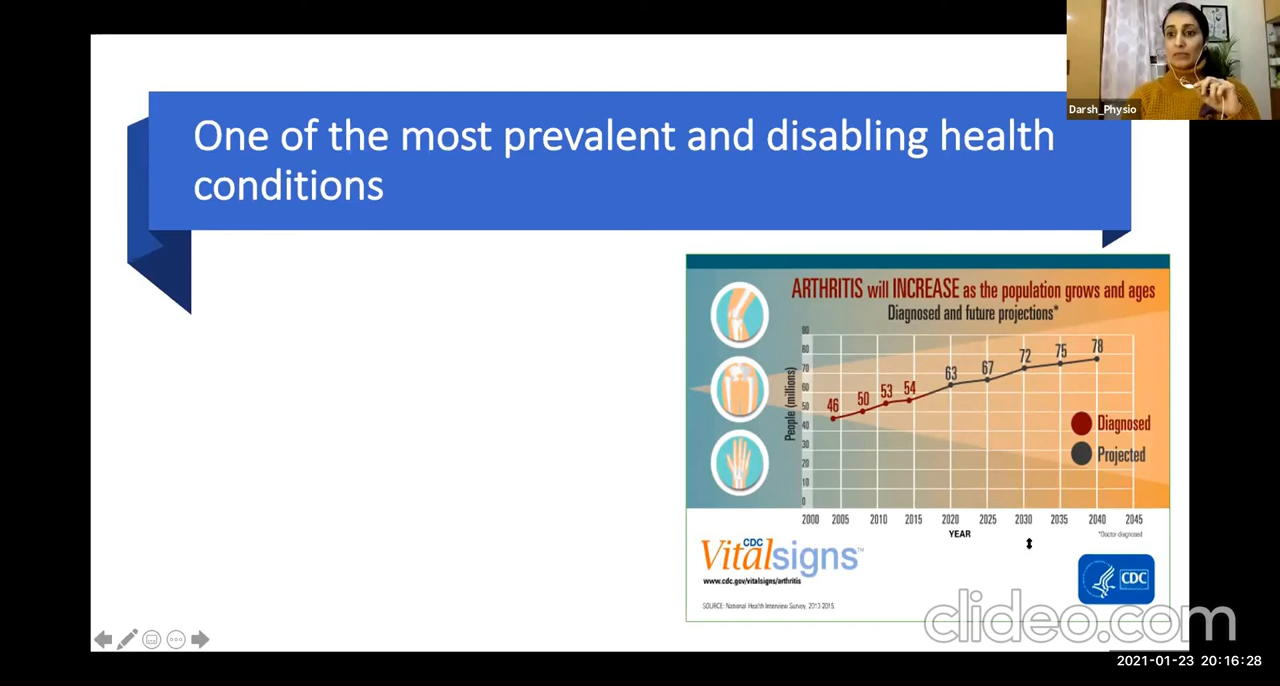 Darsh_Physio
One of the most prevalent and disabling health
conditions
ARTHRITIS will INCREASE as the population grows and ages
Diagnosed and future projections*
People (millions)
90
80
70
60
50
40
30
20
10
0
46
50
53
54
63
67
72
75
78
Diagnosed
Projected
2000 2005 2010 2015 2020 2025 2030 2035 2040 2045
YEAR
*Doctor diagnosed
CDC
Vitalsigns™
www.cdc.gov/vitalsigns/arthritis
CDC
SOURCE: National Health Interview Survey, 2013-2015.
clideo.com
2021-01-23 20:16:28